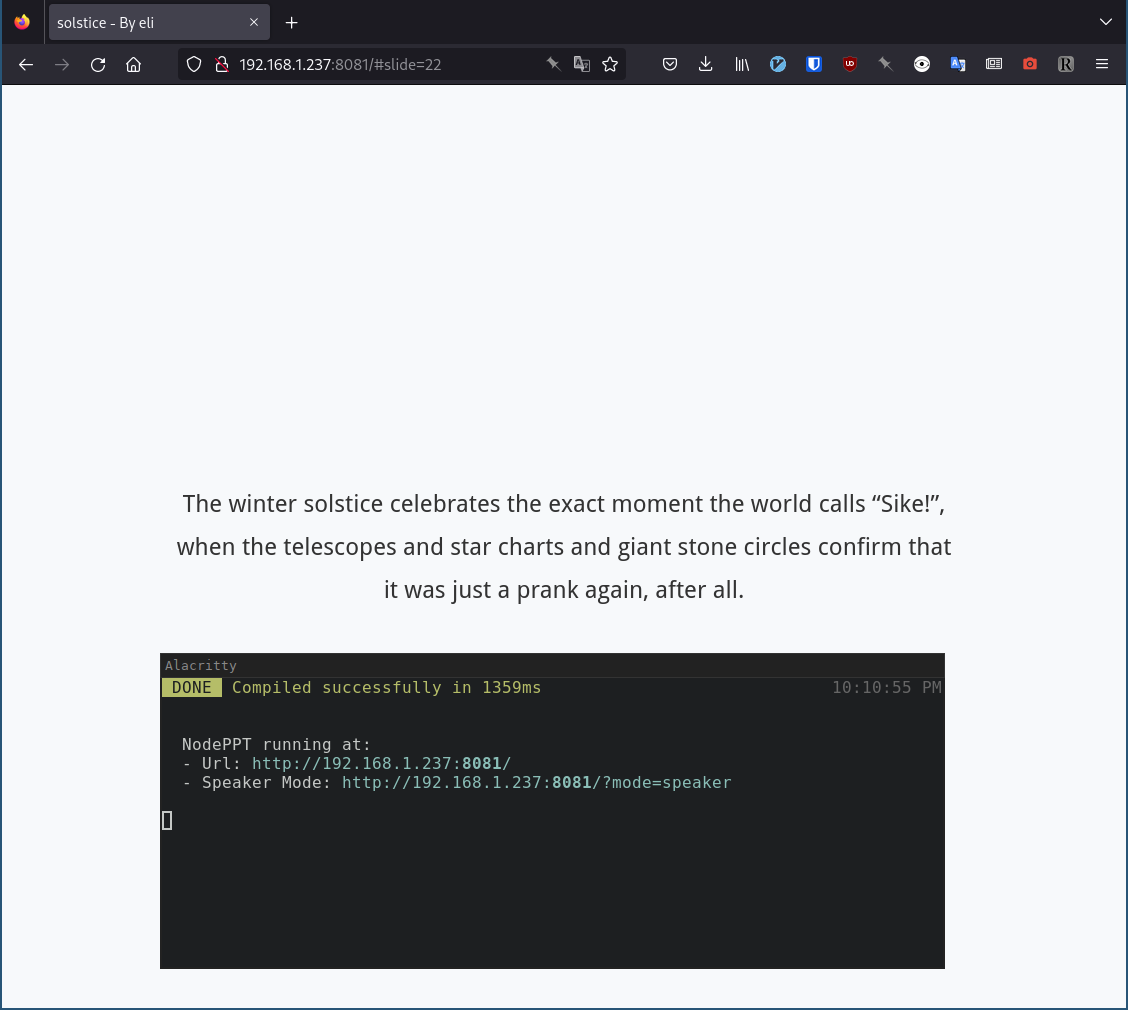 solstice - By eli
192.168.1.237:8081/#slide=22
The winter solstice celebrates the exact moment the world calls “Sike!”,
when the telescopes and star charts and giant stone circles confirm that
it was just a prank again, after all.
Alacritty
DONE Compiled successfully in 1359ms 10:10:55 PM
NodePPT running at:
- Url: http://192.168.1.237:8081/
- Speaker Mode: http://192.168.1.237:8081/?mode=speaker